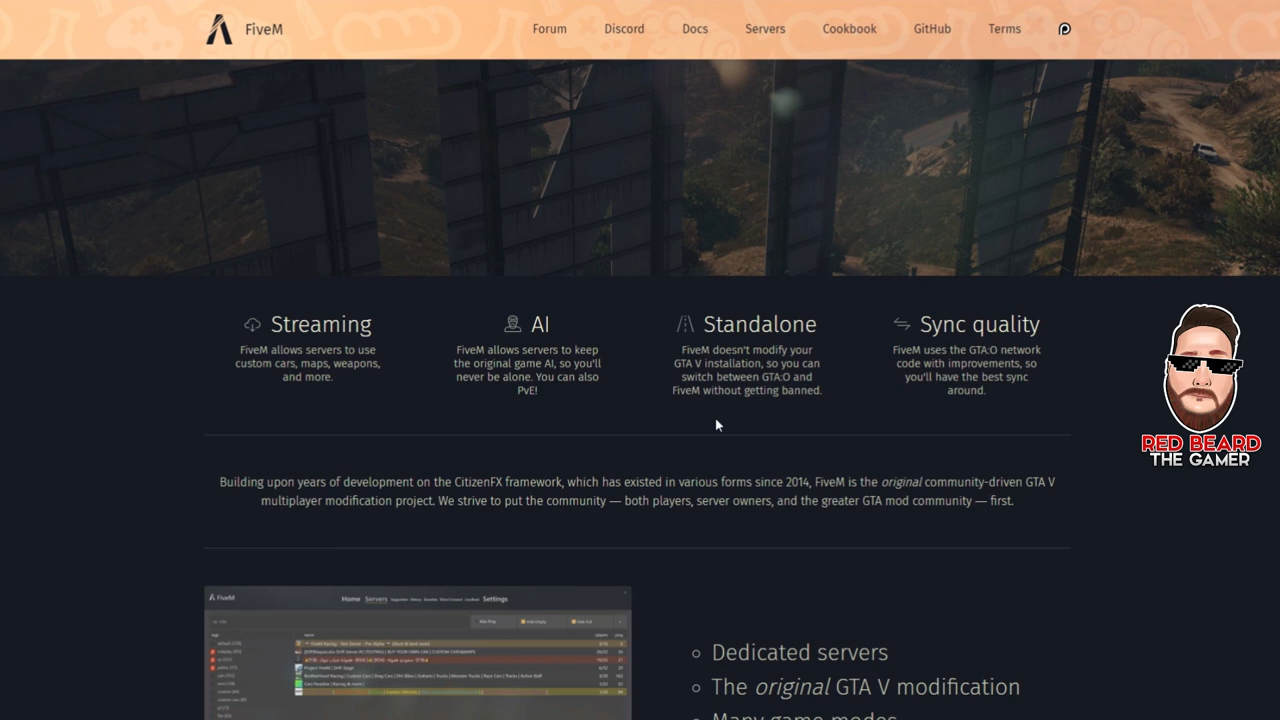 FiveM
Forum
Discord
Docs
Servers
Cookbook
GitHub
Terms
Streaming
FiveM allows servers to use
custom cars, maps, weapons,
and more.
AI
FiveM allows servers to keep
the original game AI, so you'll
never be alone. You can also
PvE!
Standalone
FiveM doesn't modify your
GTA V installation, so you can
switch between GTA:O and
FiveM without getting banned.
Sync quality
FiveM uses the GTA:O network
code with improvements, so
you'll have the best sync
around.
RED BEARD
THE GAMER
Building upon years of development on the CitizenFX framework, which has existed in various forms since 2014, FiveM is the original community-driven GTA V
multiplayer modification project. We strive to put the community — both players, server owners, and the greater GTA mod community — first.
FiveM
Home Servers Settings
Dedicated servers
The original GTA V modification
Many game modes